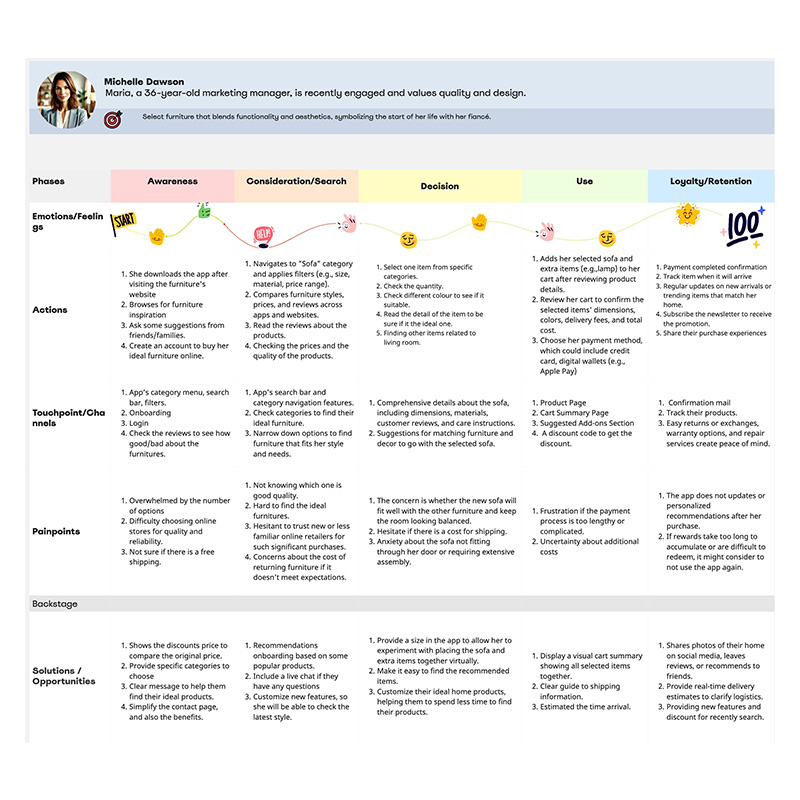 Michelle Dawson
Maria, a 36-year-old marketing manager, is recently engaged and values quality and design.
Select furniture that blends functionality and aesthetics, symbolizing the start of her life with her fiancé.
Phases
Awareness
Consideration/Search
Decision
Use
Loyalty/Retention
Emotions/Feelin
gs
START
HELP!
100
Actions
1. She downloads the app after
visiting the furniture's
website
2. Browses for furniture
inspiration
3. Ask some suggestions from
friends/families.
4. Create an account to buy her
ideal furniture online.
1. Navigates to "Sofa" category
and applies filters (e.g., size,
material, price range).
2. Compares furniture styles,
prices, and reviews across
apps and websites.
3. Read the reviews about the
products.
4. Checking the prices and the
quality of the products.
1. Select one item from specific
categories.
2. Check the quantity.
3. Check different colour to see if it
suitable.
4. Read the detail of the item to be
sure if it the ideal one.
5. Finding other items related to
living room.
1. Adds her selected sofa and
extra items (e.g.,lamp) to her
cart after reviewing product
details.
2. Review her cart to confirm the
selected items' dimensions,
colors, delivery fees, and total
cost.
3. Choose her payment method,
which could include credit
card, digital wallets (e.g.,
Apple Pay)
1. Payment completed confirmation
2. Track item when it will arrive
3. Regular updates on new arrivals or
trending items that match her
home.
4. Subscribe the newsletter to receive
the promotion.
5. Share their purchase experiences
Touchpoint/Cha
nnels
1. App's category menu, search
bar, filters.
2. Onboarding
3. Login
4. Check the reviews to see how
good/bad about the
furnitures.
1. App's search bar and
category navigation features.
2. Check categories to find their
ideal furniture.
3. Narrow down options to find
furniture that fits her style
and needs.
1. Comprehensive details about the sofa,
including dimensions, materials,
customer reviews, and care instructions.
2. Suggestions for matching furniture and
decor to go with the selected sofa.
1. Product Page
2. Cart Summary Page
3. Suggested Add-ons Section
4. A discount code to get the
discount.
1. Confirmation mail
2. Track their products.
3. Easy returns or exchanges,
warranty options, and repair
services create peace of mind.
Painpoints
1. Overwhelmed by the number
of options
2. Difficulty choosing online
stores for quality and
reliability.
3. Not sure if there is a free
shipping.
1. Not knowing which one is
good quality.
2. Hard to find the ideal
furnitures.
3. Hesitant to trust new or less
familiar online retailers for
such significant purchases.
4. Concerns about the cost of
returning furniture if it
doesn't meet expectations.
1. The concern is whether the new sofa will
fit well with the other furniture and keep
the room looking balanced.
2. Hesitate if there is a cost for shipping.
3. Anxiety about the sofa not fitting
through her door or requiring extensive
assembly.
1. Frustration if the payment
process is too lengthy or
complicated.
2. Uncertainty about additional
costs
1. The app does not updates or
personalized
recommendations after her
purchase.
2. If rewards take too long to
accumulate or are difficult to
redeem, it might consider to
not use the app again.
Backstage
Solutions /
Opportunities
1. Shows the discounts price to
compare the original price.
2. Provide specific categories to
choose
3. Clear message to help them
find their ideal products.
4. Simplify the contact page,
and also the benefits.
1. Recommendations
onboarding based on some
popular products.
2. Include a live chat if they
have any questions
3. Customize new features, so
she will be able to check the
latest style.
1. Provide a size in the app to allow her to
experiment with placing the sofa and
extra items together virtually.
2. Make it easy to find the recommended
items.
3. Customize their ideal home products,
helping them to spend less time to find
their products.
1. Display a visual cart summary
showing all selected items
together.
2. Clear guide to shipping
information.
3. Estimated the time arrival.
1. Shares photos of their home
on social media, leaves
reviews, or recommends to
friends.
2. Provide real-time delivery
estimates to clarify logistics.
3. Providing new features and
discount for recently search.